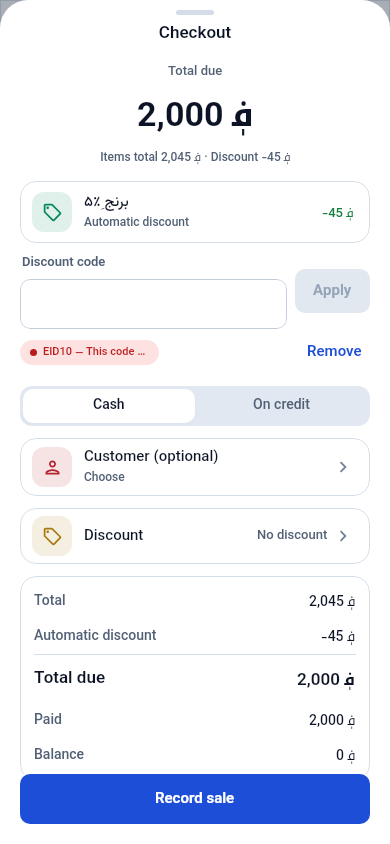 Checkout
Total due
2,000 ؋
Items total 2,045 ؋ · Discount -45 ؋
برنج ۵٪
Automatic discount
-45 ؋
Discount code
Apply
EID10 — This code …
Remove
Cash
On credit
Customer (optional)
Choose
Discount
No discount
Total
2,045 ؋
Automatic discount
-45 ؋
Total due
2,000 ؋
Paid
2,000 ؋
Balance
0 ؋
Record sale